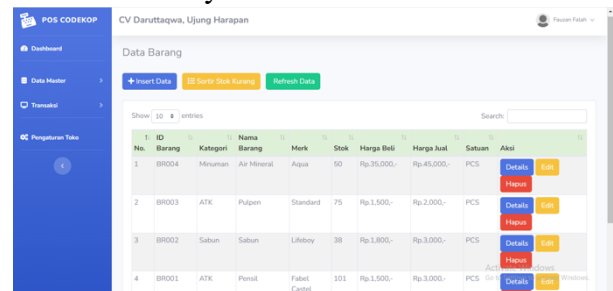 POS CODEKOP
CV Daruttaqwa, Ujung Harapan
Fauzan Falah
Dashboard
Data Master
Transaksi
Pengaturan Toko
Data Barang
+ Insert Data
Sortir Stok Kurang
Refresh Data
Show 10 entries
Search:
No. ID Barang Kategori Nama Barang Merk Stok Harga Beli Harga Jual Satuan Aksi
1 BR004 Minuman Air Mineral Aqua 50 Rp.35,000,- Rp.45,000,- PCS Details Edit
Hapus
2 BR003 ATK Pulpen Standard 75 Rp.1,500,- Rp.2,000,- PCS Details Edit
Hapus
3 BR002 Sabun Sabun Lifeboy 38 Rp.1,800,- Rp.3,000,- PCS Details Edit
Hapus
4 BR001 ATK Pensil Fabel Castel 101 Rp.1,500,- Rp.3,000,- PCS Details Edit